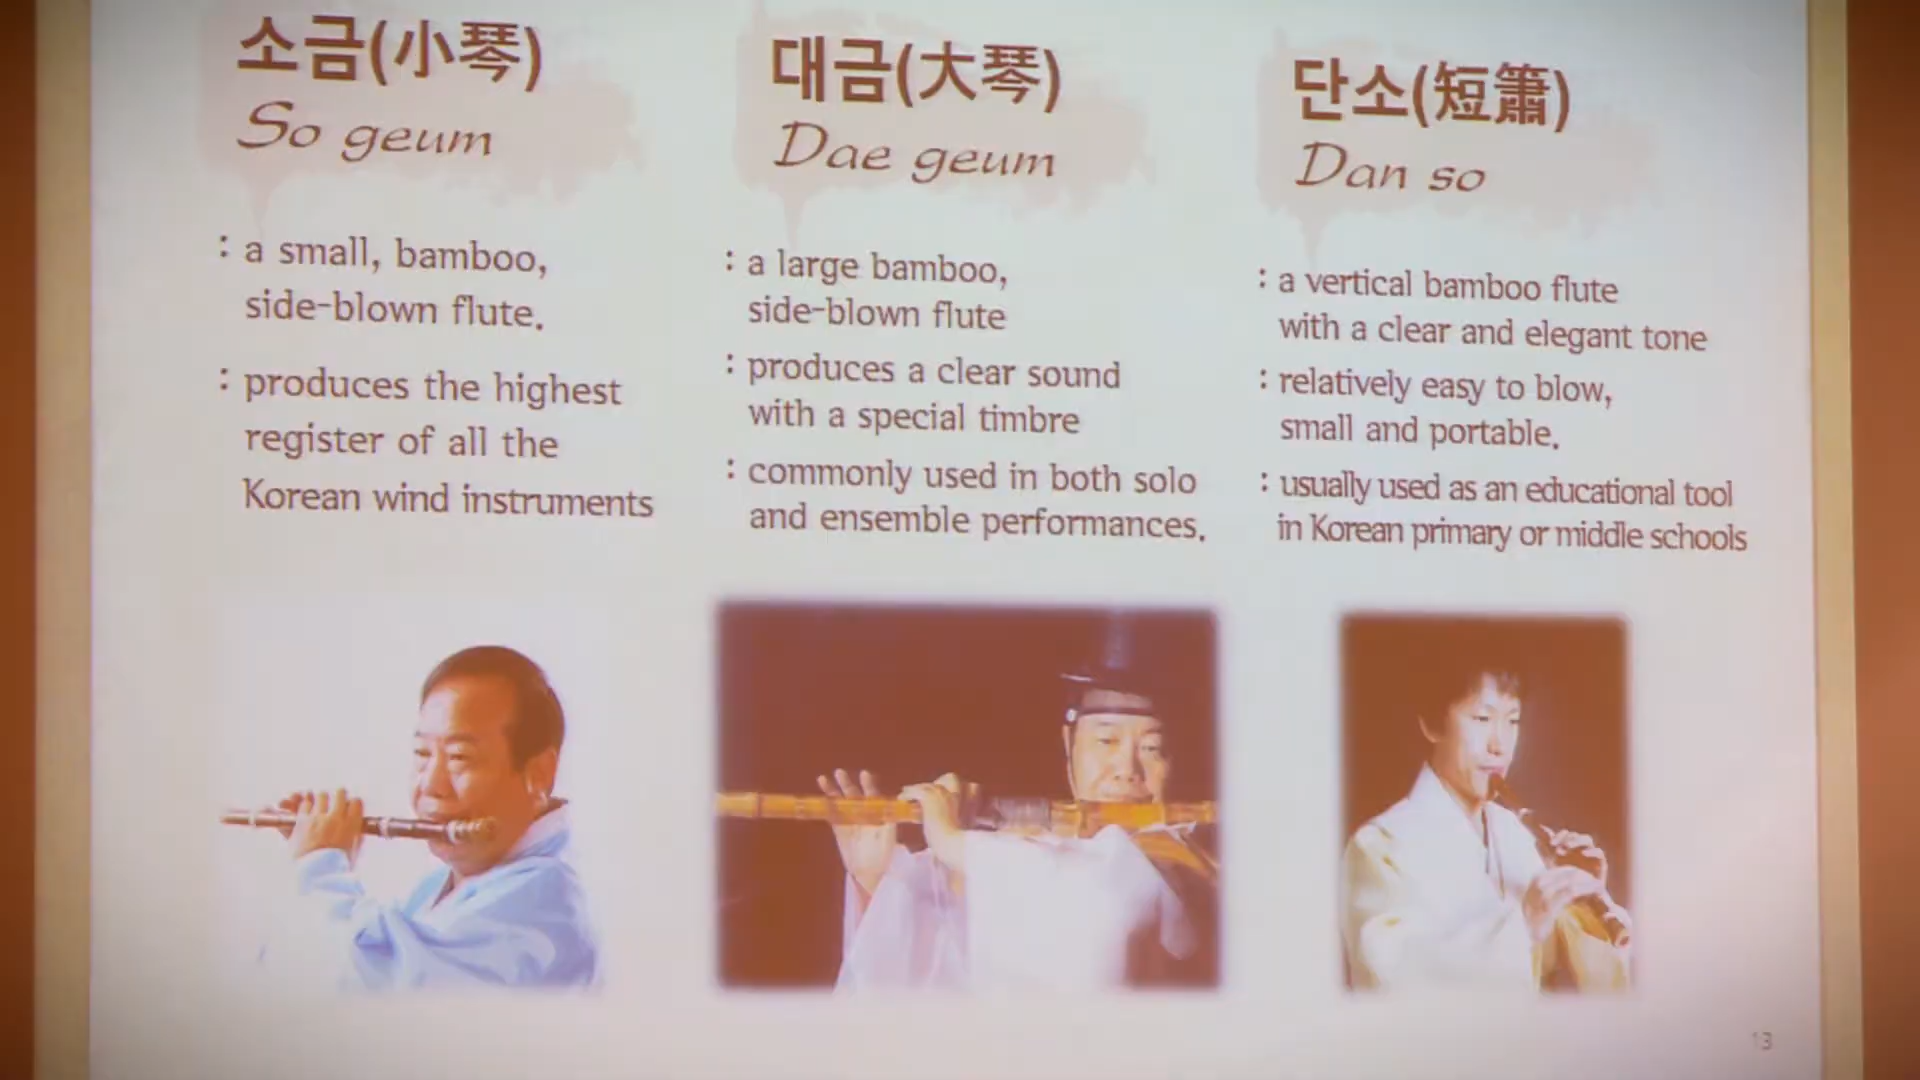 소금(小琴)
So geum
: a small, bamboo,
side-blown flute.
: produces the highest
register of all the
Korean wind instruments
대금(大琴)
Dae geum
: a large bamboo,
side-blown flute
: produces a clear sound
with a special timbre
: commonly used in both solo
and ensemble performances.
단소(短簫)
Dan so
: a vertical bamboo flute
with a clear and elegant tone
: relatively easy to blow,
small and portable.
: usually used as an educational tool
in Korean primary or middle schools
13